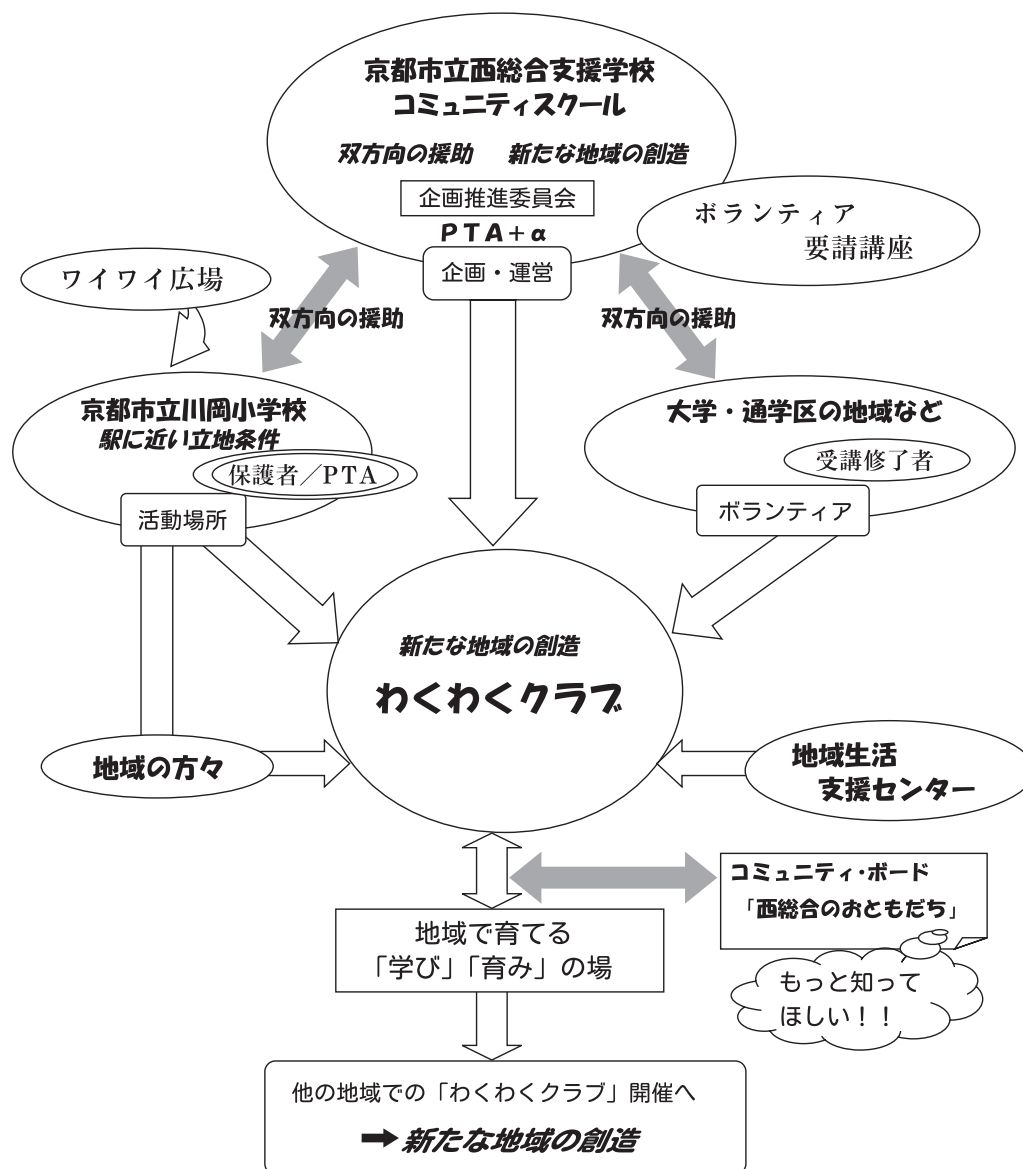 京都市立西総合支援学校
コミュニティスクール
双方向の援助 新たな地域の創造
企画推進委員会
PTA+α
企画・運営
ボランティア
要請講座
ワイワイ広場
双方向の援助
双方向の援助
京都市立川岡小学校
駅に近い立地条件
保護者/PTA
活動場所
大学・通学区の地域など
受講修了者
ボランティア
新たな地域の創造
わくわくクラブ
地域の方々
地域生活
支援センター
コミュニティ・ボード
「西総合のおともだち」
地域で育てる
「学び」「育み」の場
もっと知って
ほしい!!
他の地域での「わくわくクラブ」開催へ
➡新たな地域の創造